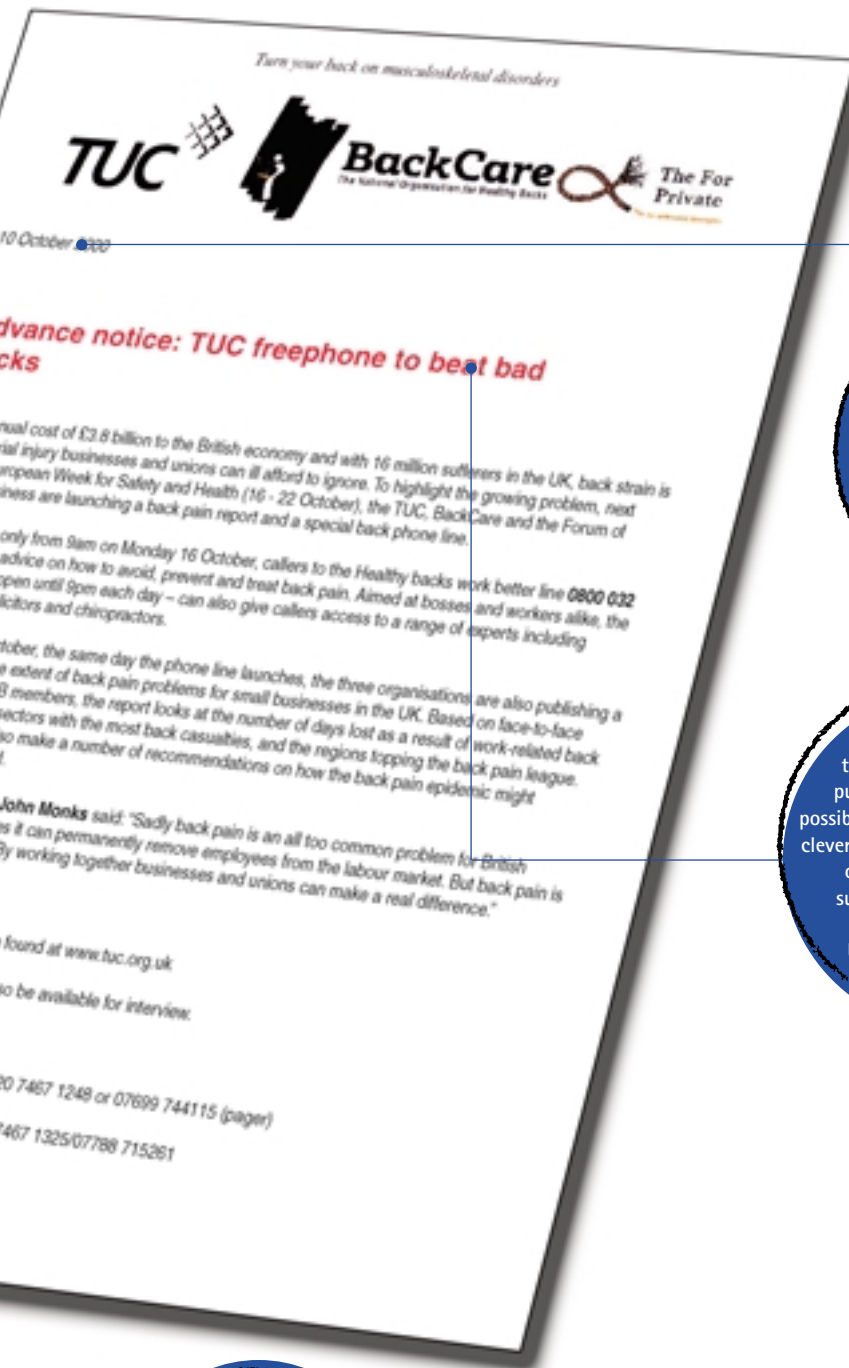 Turn your back on musculoskeletal disorders
TUC
BackCare
The National Organisation for Healthy Backs
The For
Private
10 October 2000
dvance notice: TUC freephone to beat bad
cks
nual cost of £3.8 billion to the British economy and with 16 million sufferers in the UK, back strain is
rial injury businesses and unions can ill afford to ignore. To highlight the growing problem, next
uropean Week for Safety and Health (16 - 22 October), the TUC, BackCare and the Forum of
siness are launching a back pain report and a special back phone line.
only from 9am on Monday 16 October, callers to the Healthy backs work better line 0800 032
advice on how to avoid, prevent and treat back pain. Aimed at bosses and workers alike, the
open until 9pm each day – can also give callers access to a range of experts including
licitors and chiropractors.
tober, the same day the phone line launches, the three organisations are also publishing a
e extent of back pain problems for small businesses in the UK. Based on face-to-face
B members, the report looks at the number of days lost as a result of work-related back
sectors with the most back casualties, and the regions topping the back pain league.
so make a number of recommendations on how the back pain epidemic might
d.
John Monks said: “Sadly back pain is an all too common problem for British
es it can permanently remove employees from the labour market. But back pain is
By working together businesses and unions can make a real difference.”
found at www.tuc.org.uk
so be available for interview.
20 7467 1248 or 07699 744115 (pager)
7467 1325/07788 715261
t
pu
possib
clever
c
su